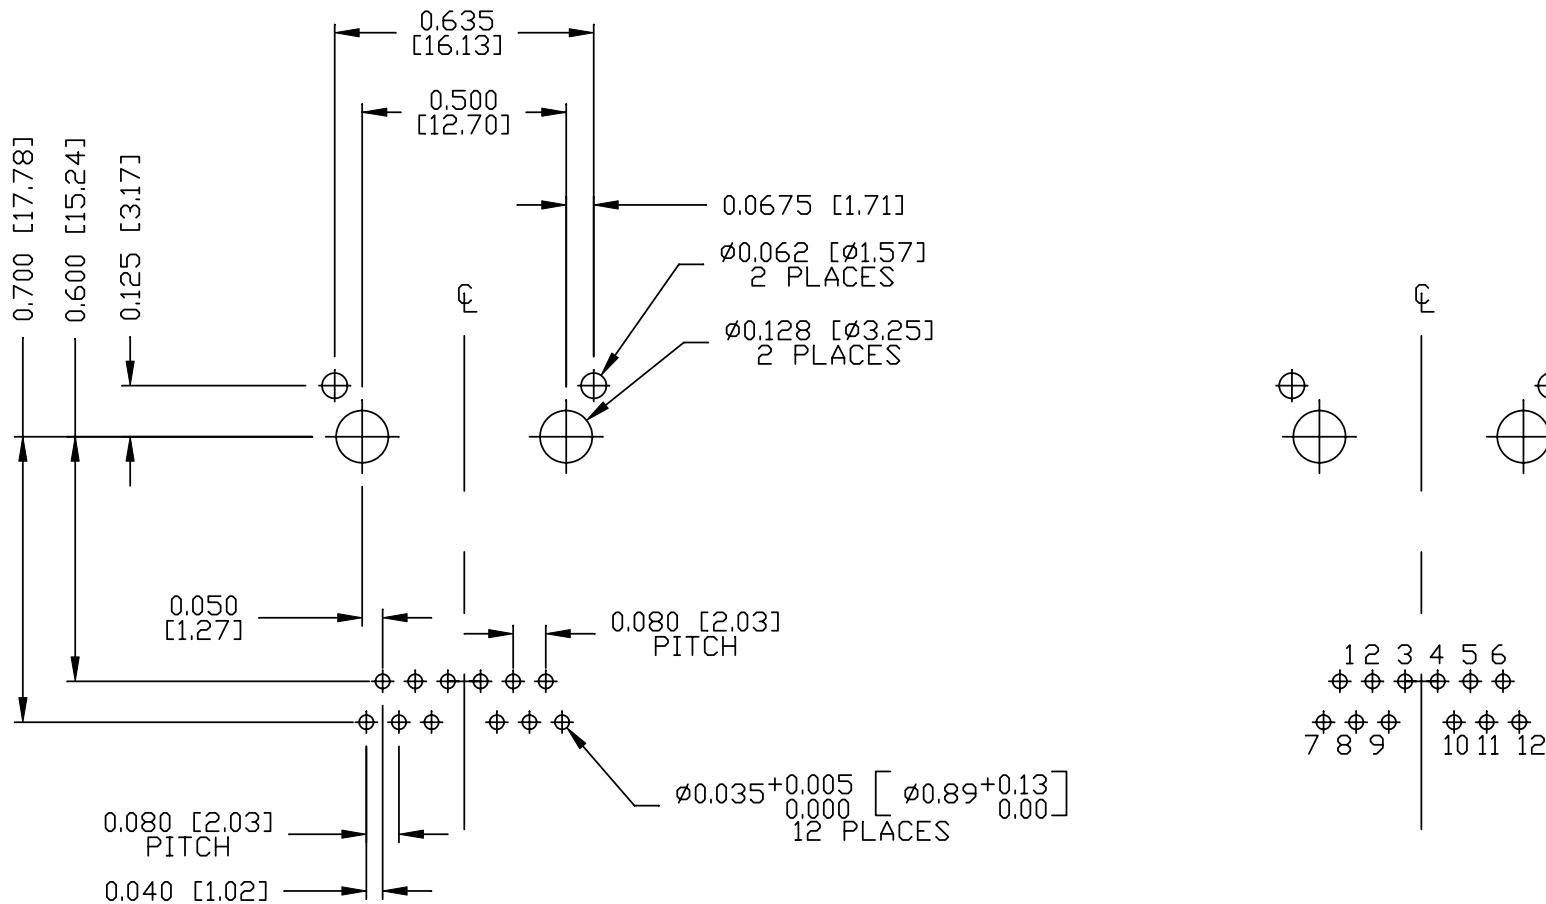 0.635
[16.13]
0.500
[12.70]
0.700 [17.78]
0.600 [15.24]
0.125 [3.17]
0.0675 [1.71]
Ø0.062 [Ø1.57]
2 PLACES
℄
℄
Ø0.128 [Ø3.25]
2 PLACES
0.050
[1.27]
0.080 [2.03]
PITCH
1 2 3 4 5 6
7 8 9 10 11 12
Ø0.035+0.005 [Ø0.89+0.13]
0.000 0.00
12 PLACES
0.080 [2.03]
PITCH
0.040 [1.02]